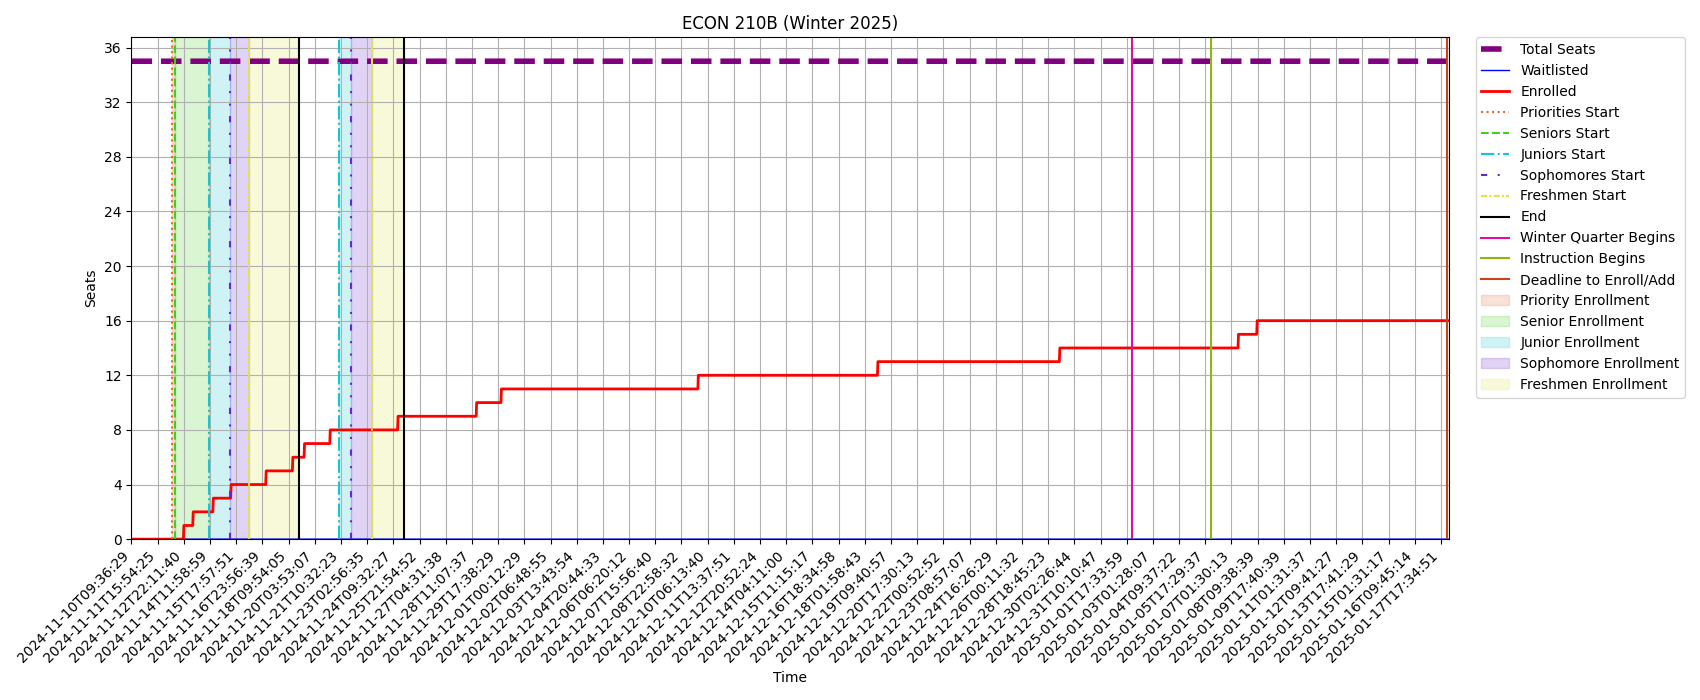 ECON 210B (Winter 2025)
Seats
36
32
28
24
20
16
12
8
4
0
2024-11-10T09:36:29
2024-11-11T15:54:25
2024-11-12T22:11:40
2024-11-14T11:58:59
2024-11-15T17:57:51
2024-11-16T23:56:39
2024-11-18T09:54:05
2024-11-20T03:53:07
2024-11-21T10:32:23
2024-11-23T02:56:35
2024-11-24T09:32:27
2024-11-25T21:54:52
2024-11-27T04:31:38
2024-11-28T11:07:37
2024-11-29T17:38:29
2024-12-01T00:12:29
2024-12-02T06:48:55
2024-12-03T13:43:54
2024-12-04T20:44:33
2024-12-06T06:20:12
2024-12-07T15:56:40
2024-12-08T22:58:32
2024-12-10T06:13:40
2024-12-11T13:37:51
2024-12-12T20:52:24
2024-12-14T04:11:00
2024-12-15T11:15:17
2024-12-16T18:34:58
2024-12-18T01:58:43
2024-12-19T09:40:57
2024-12-20T17:30:13
2024-12-22T00:52:52
2024-12-23T08:57:07
2024-12-24T16:26:29
2024-12-26T00:11:32
2024-12-28T18:45:23
2024-12-30T02:26:44
2024-12-31T10:10:47
2025-01-01T17:33:59
2025-01-03T01:28:07
2025-01-04T09:37:22
2025-01-05T17:29:37
2025-01-07T01:30:13
2025-01-08T09:38:39
2025-01-09T17:40:39
2025-01-11T01:31:37
2025-01-12T09:41:27
2025-01-13T17:41:29
2025-01-15T01:31:17
2025-01-16T09:45:14
2025-01-17T17:34:51
Time
Total Seats
Waitlisted
Enrolled
Priorities Start
Seniors Start
Juniors Start
Sophomores Start
Freshmen Start
End
Winter Quarter Begins
Instruction Begins
Deadline to Enroll/Add
Priority Enrollment
Senior Enrollment
Junior Enrollment
Sophomore Enrollment
Freshmen Enrollment